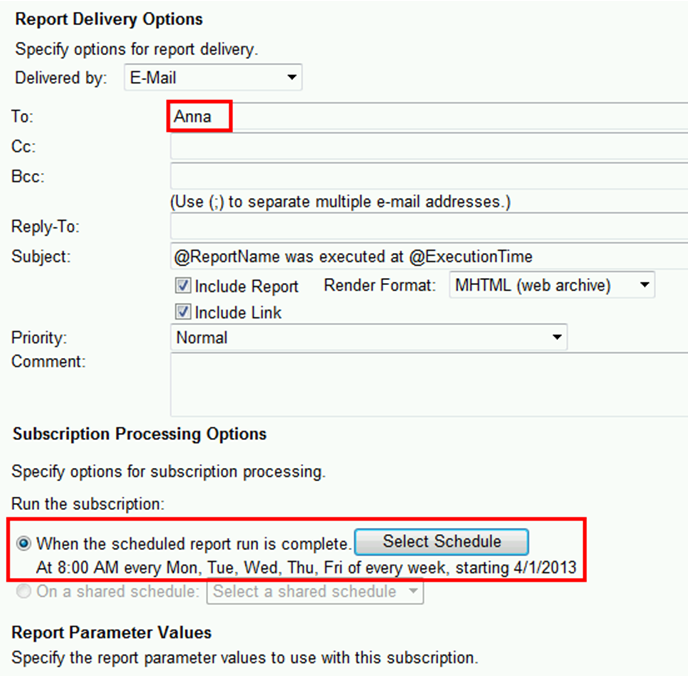 Report Delivery Options
Specify options for report delivery.
Delivered by: E-Mail
To: Anna
Cc:
Bcc:
(Use (;) to separate multiple e-mail addresses.)
Reply-To:
Subject: @ReportName was executed at @ExecutionTime
Include Report Render Format: MHTML (web archive)
Include Link
Priority: Normal
Comment:
Subscription Processing Options
Specify options for subscription processing.
Run the subscription:
When the scheduled report run is complete. Select Schedule
At 8:00 AM every Mon, Tue, Wed, Thu, Fri of every week, starting 4/1/2013
On a shared schedule: Select a shared schedule
Report Parameter Values
Specify the report parameter values to use with this subscription.